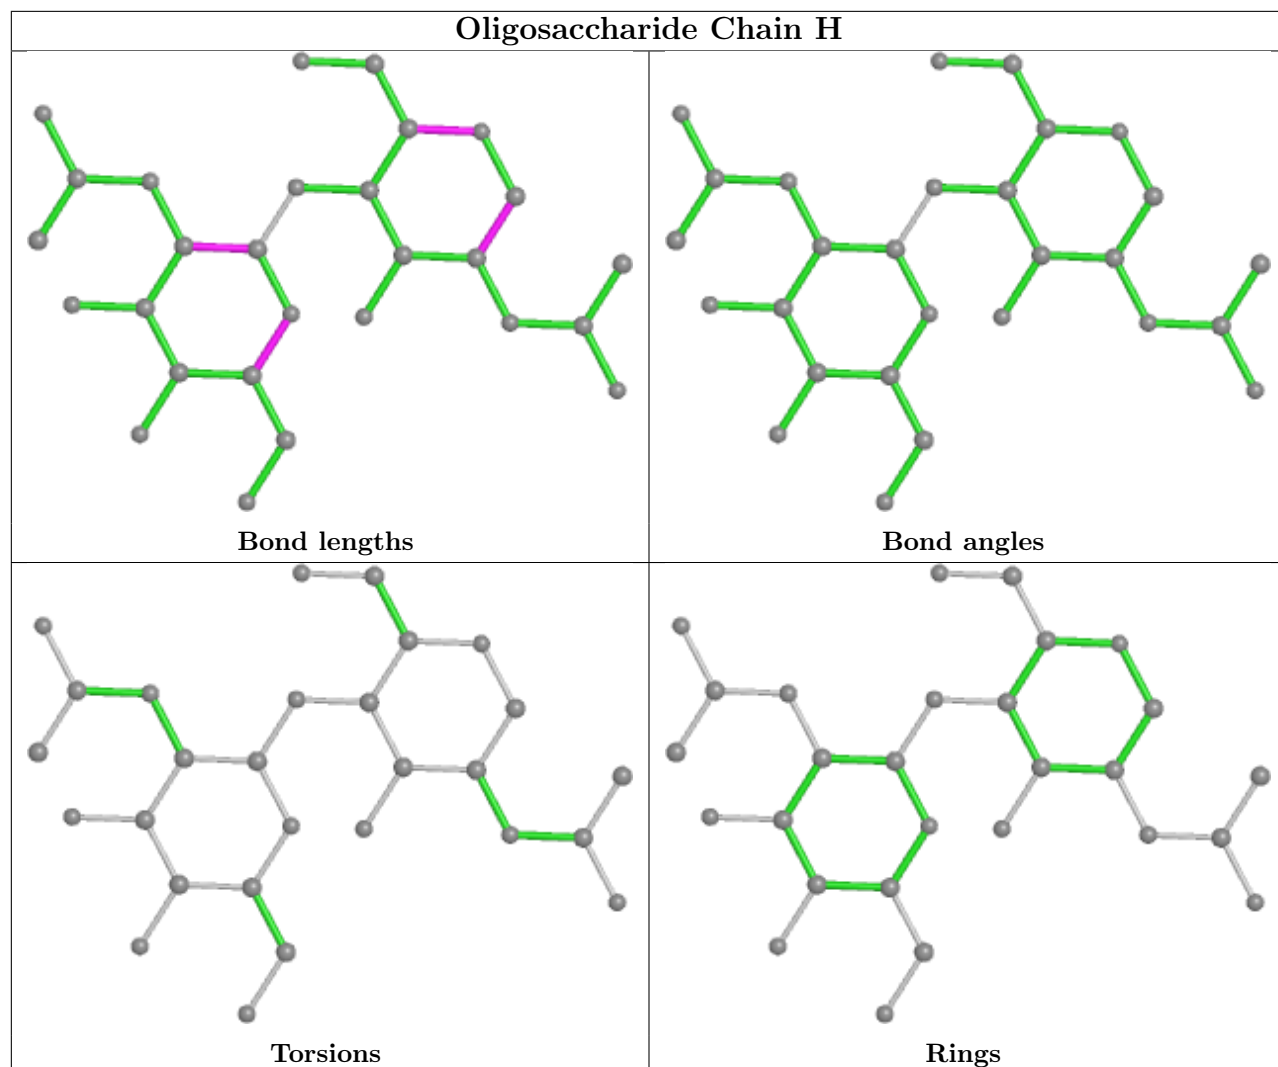 Oligosaccharide Chain H
Bond lengths
Bond angles
Torsions
Rings